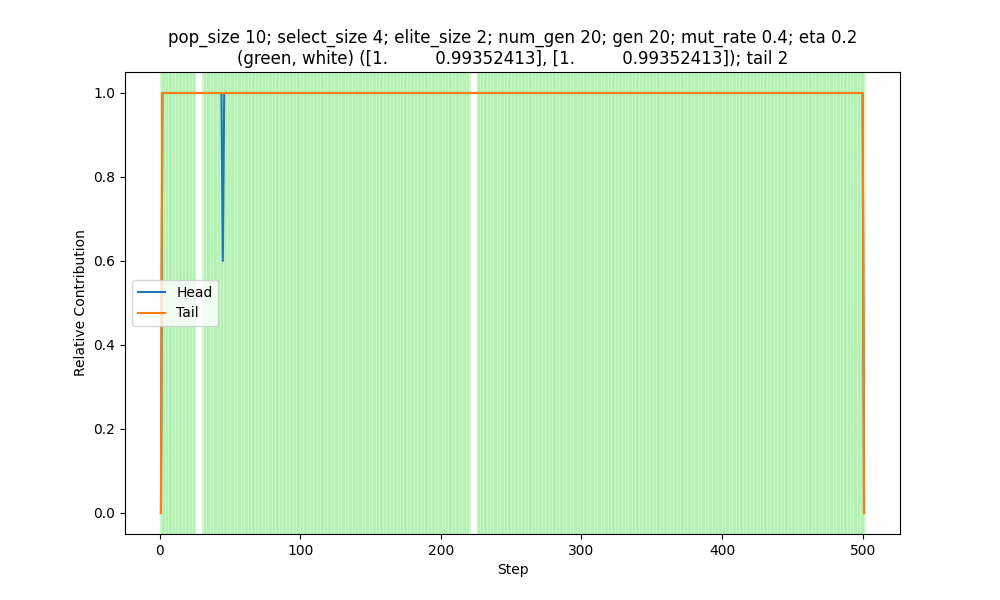 pop_size 10; select_size 4; elite_size 2; num_gen 20; gen 20; mut_rate 0.4; eta 0.2
(green, white) ([1.          0.99352413], [1.          0.99352413]); tail 2
1.0
0.8
0.6
0.4
0.2
0.0
Relative Contribution
Head
Tail
0 100 200 300 400 500
Step